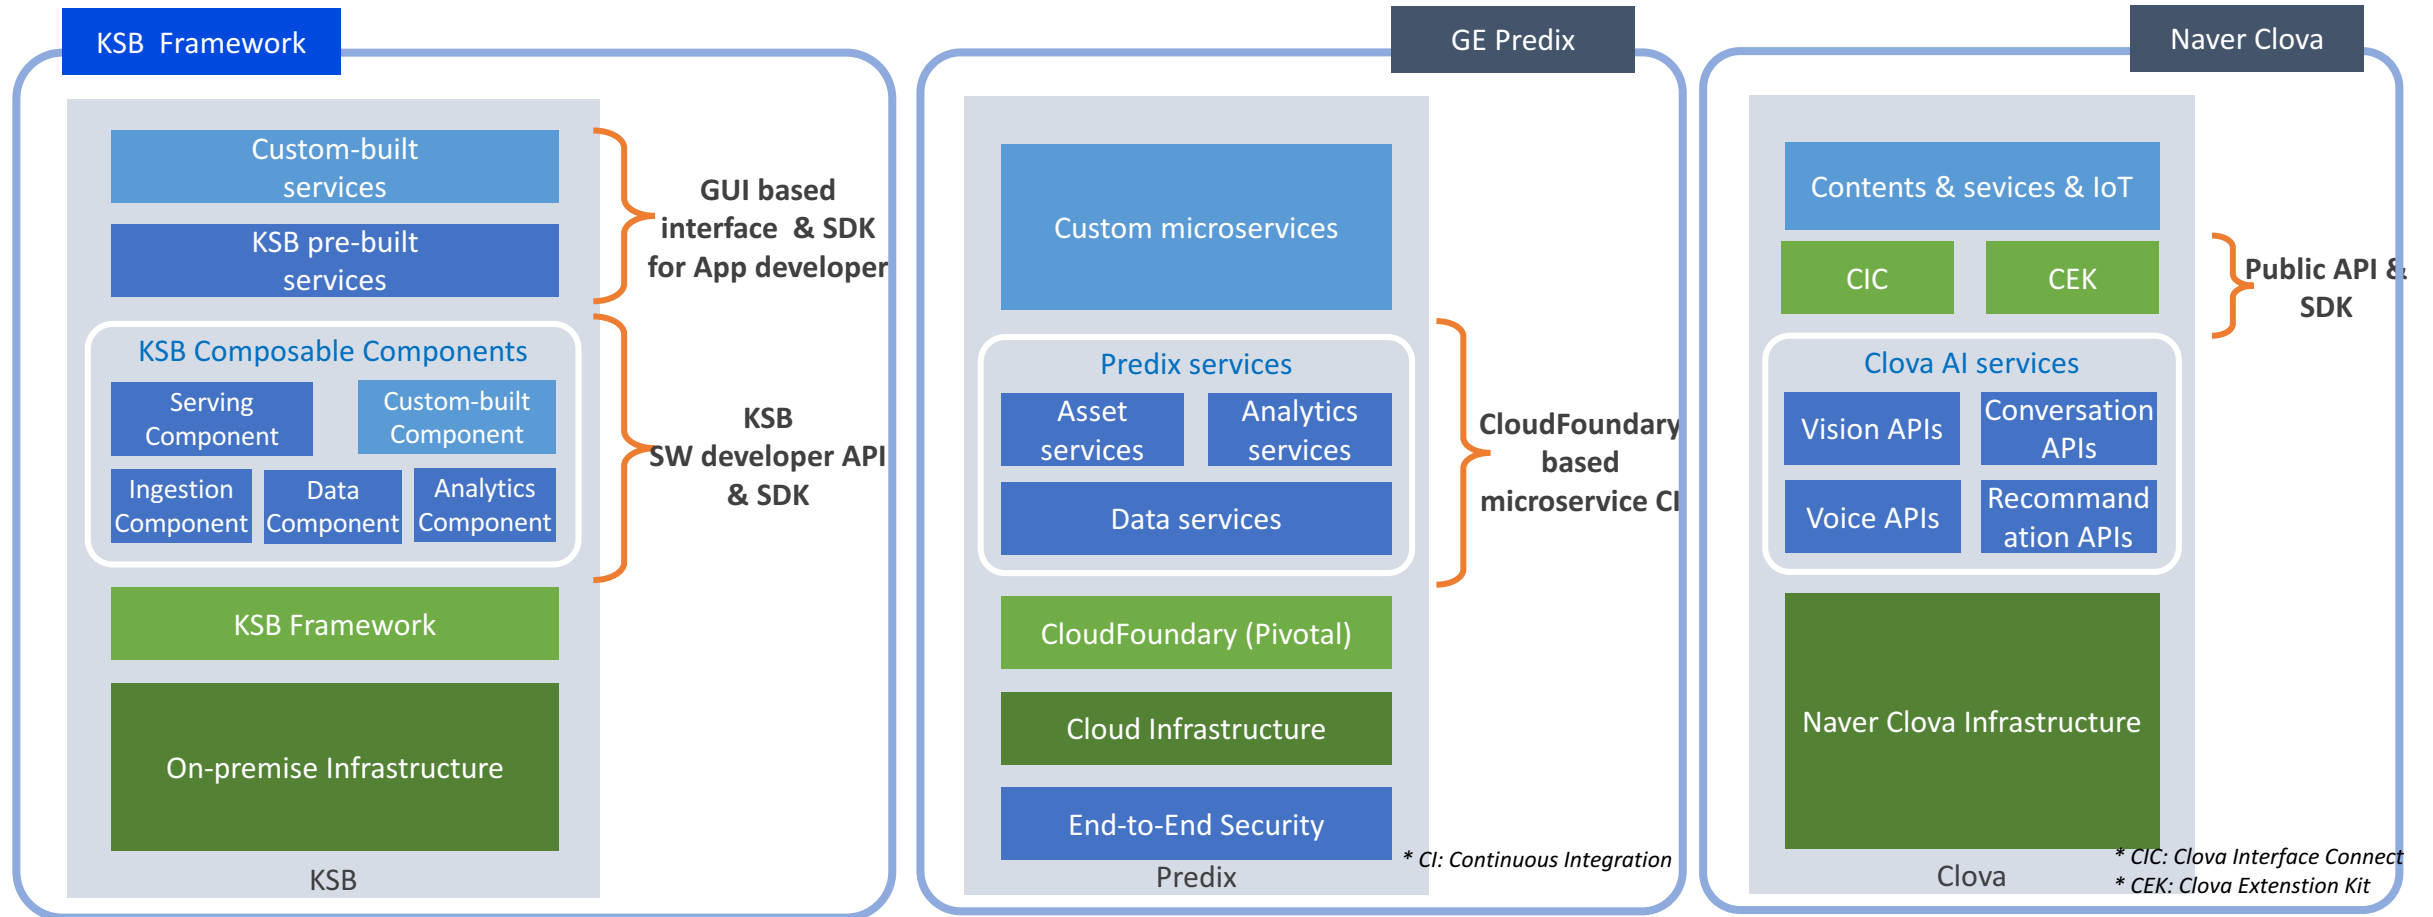 KSB  Framework
Custom-built
services
KSB pre-built
services
GUI based
interface  & SDK
for App developer
KSB Composable Components
Serving
Component
Custom-built
Component
Ingestion
Component
Data
Component
Analytics
Component
KSB
SW developer API
& SDK
KSB Framework
On-premise Infrastructure
KSB
GE Predix
Custom microservices
Predix services
Asset
services
Analytics
services
Data services
CloudFoundary
based
microservice CI
CloudFoundary (Pivotal)
Cloud Infrastructure
End-to-End Security
* CI: Continuous Integration
Predix
Naver Clova
Contents & sevices & IoT
CIC
CEK
Public API &
SDK
Clova AI services
Vision APIs
Conversation
APIs
Voice APIs
Recommand
ation APIs
Naver Clova Infrastructure
Clova
* CIC: Clova Interface Connect
* CEK: Clova Extenstion Kit